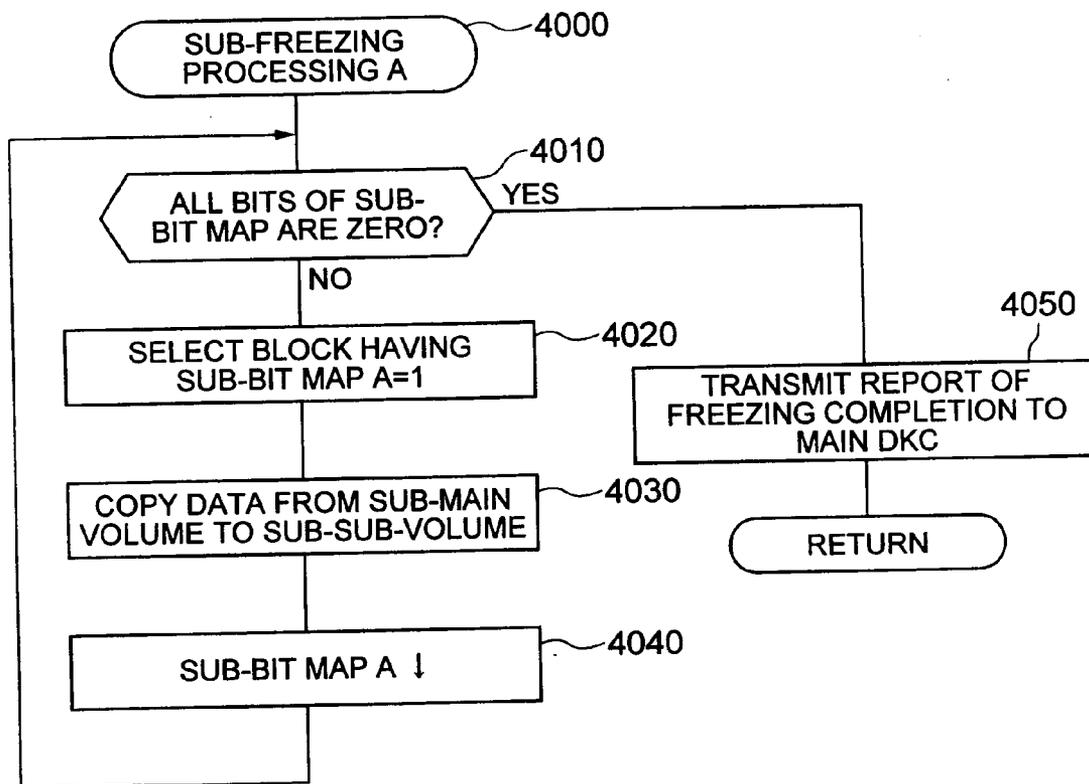 4000
SUB-FREEZING
PROCESSING A
4010
ALL BITS OF SUB-
BIT MAP ARE ZERO?
YES
NO
4020
SELECT BLOCK HAVING
SUB-BIT MAP A=1
4030
COPY DATA FROM SUB-MAIN
VOLUME TO SUB-SUB-VOLUME
4040
SUB-BIT MAP A ↓
4050
TRANSMIT REPORT OF
FREEZING COMPLETION TO
MAIN DKC
RETURN